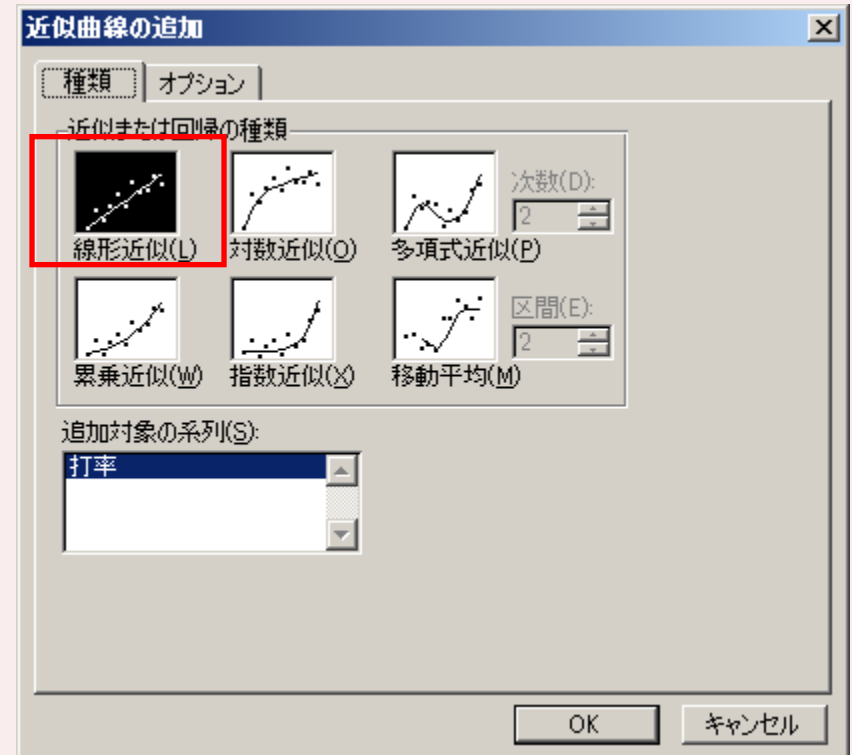 近似曲線の追加
種類 オプション
近似または回帰の種類
線形近似(L) 対数近似(O) 多項式近似(P) 次数(D):
2
累乗近似(W) 指数近似(X) 移動平均(M) 区間(E):
2
追加対象の系列(S):
打率
OK キャンセル